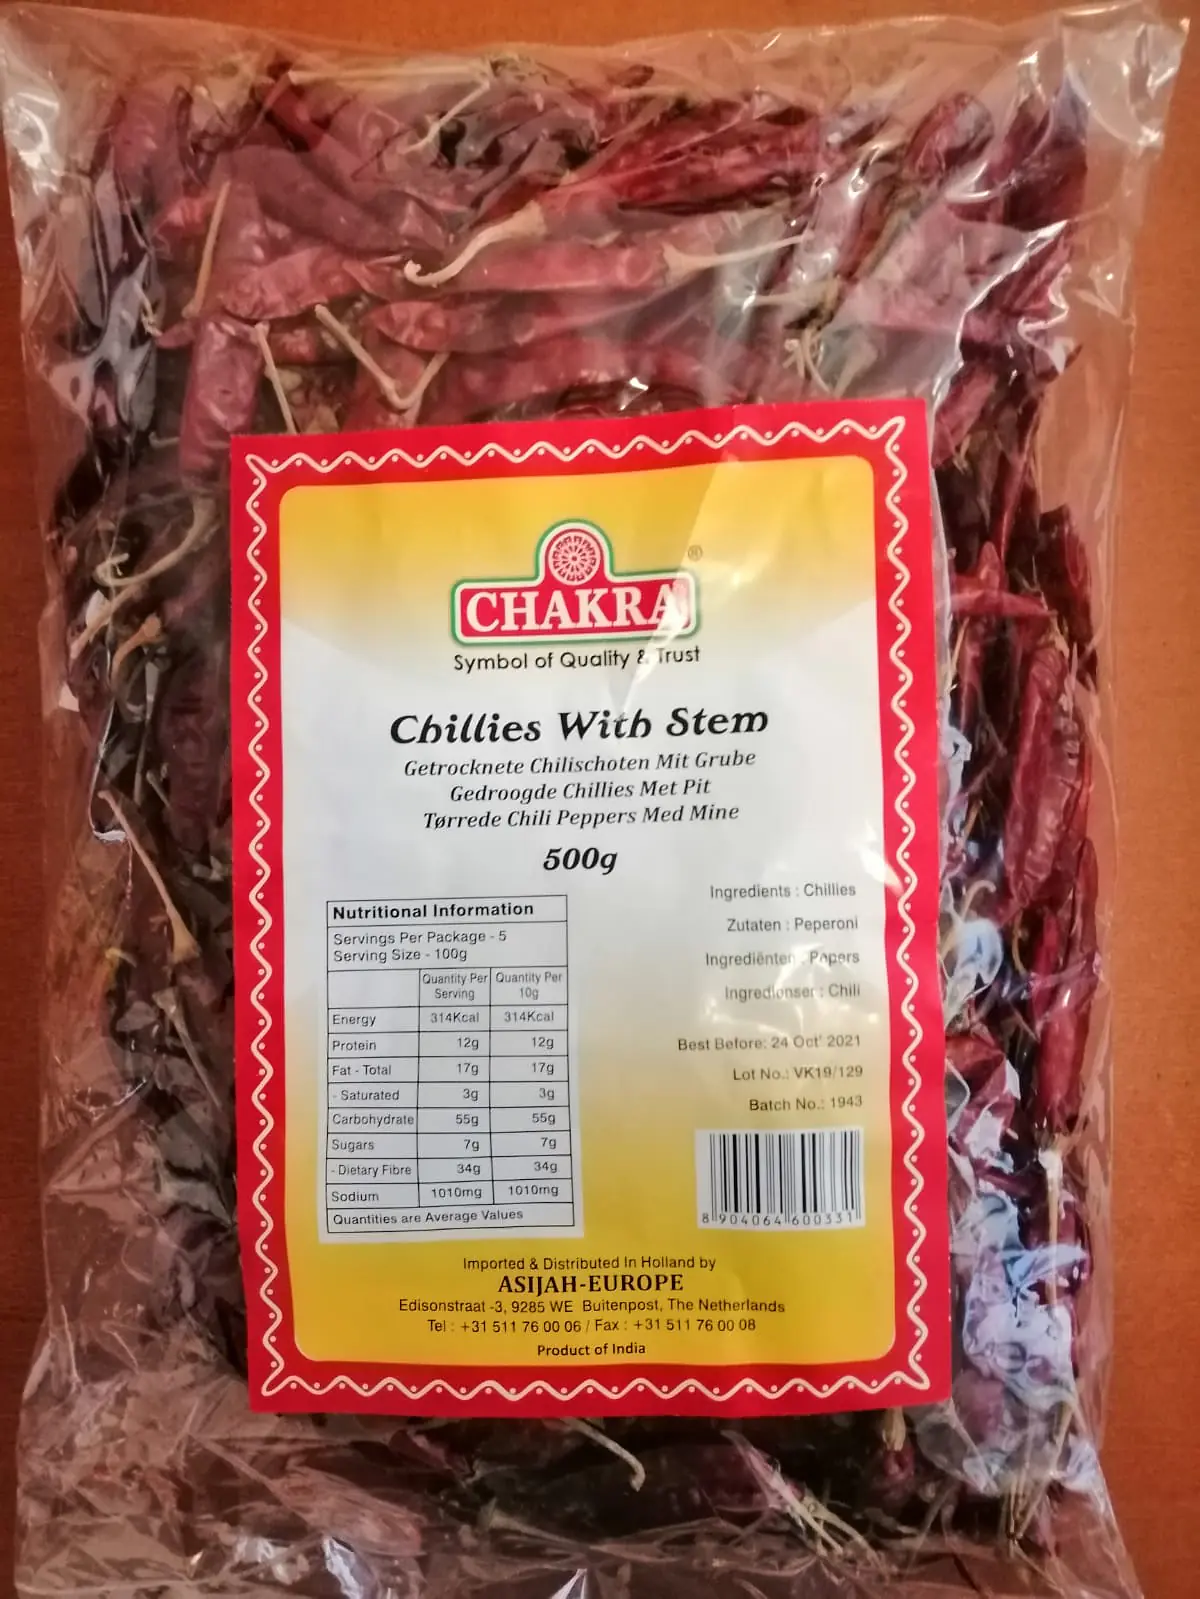 CHAKRA®
Symbol of Quality & Trust
Chillies With Stem
Getrocknete Chilischoten Mit Grube
Gedroogde Chillies Met Pit
Tørrede Chili Peppers Med Mine
500g
Nutritional Information
Servings Per Package - 5
Serving Size - 100g
Quantity Per Serving Quantity Per 10g
Energy 314Kcal 314Kcal
Protein 12g 12g
Fat - Total 17g 17g
- Saturated 3g 3g
Carbohydrate 55g 55g
Sugars 7g 7g
- Dietary Fibre 34g 34g
Sodium 1010mg 1010mg
Quantities are Average Values
Ingredients : Chillies
Zutaten : Peperoni
Ingrediënten : Pepers
Ingredienser : Chili
Best Before: 24 Oct' 2021
Lot No.: VK19/129
Batch No.: 1943
8 904064 600331
Imported & Distributed In Holland by
ASIJAH-EUROPE
Edisonstraat -3, 9285 WE Buitenpost, The Netherlands
Tel : +31 511 76 00 06 / Fax : +31 511 76 00 08
Product of India